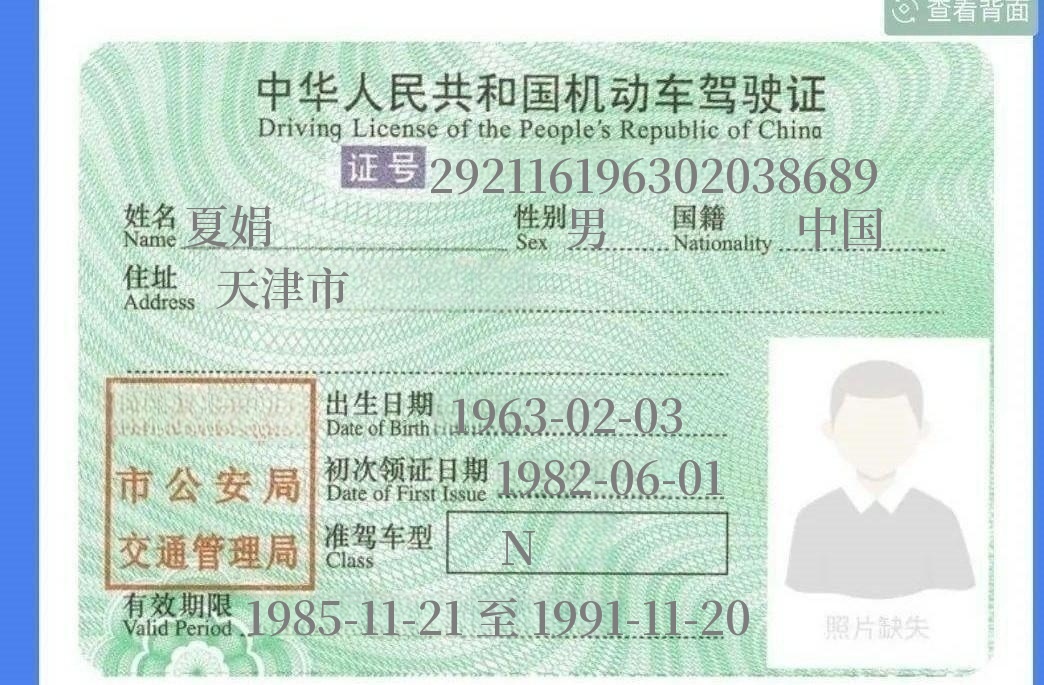 查看背面
中华人民共和国机动车驾驶证
Driving License of the People's Republic of China
证号 292116196302038689
姓名 夏娟 性别 男 国籍 中国
Name Sex Nationality
住址 天津市
Address
出生日期 1963-02-03
Date of Birth
初次领证日期 1982-06-01
Date of First Issue
市公安局
交通管理局
准驾车型 N
Class
有效期限 1985-11-21 至 1991-11-20
Valid Period
照片缺失